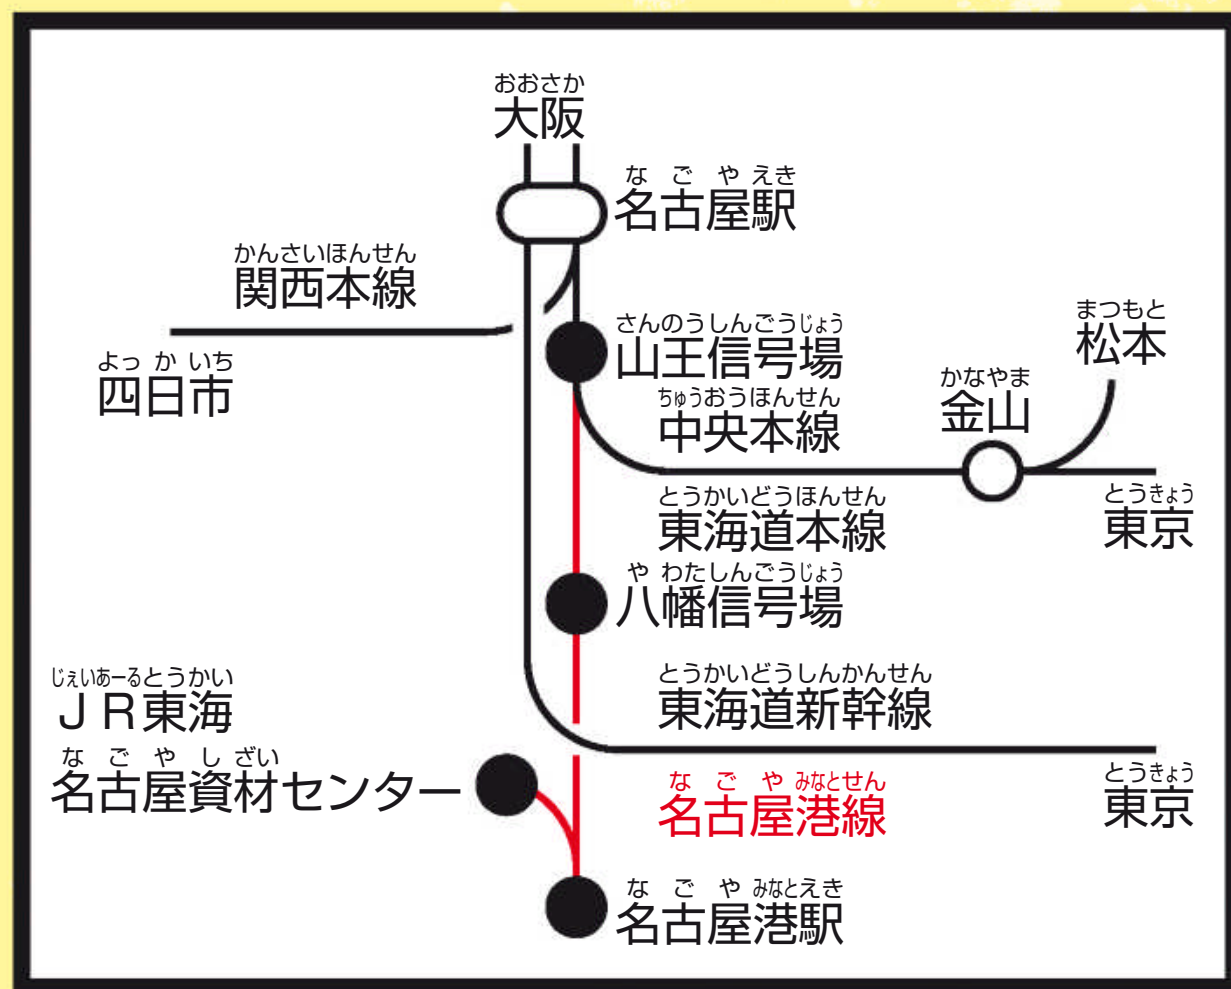 おおさか
大阪
なごやえき
名古屋駅
かんさいほんせん
関西本線
よっかいち
四日市
さんのうしんごうじょう
山王信号場
まつもと
松本
ちゅうおうほんせん
中央本線
かなやま
金山
とうかいどうほんせん
東海道本線
とうきょう
東京
やわたしんごうじょう
八幡信号場
じぇいあーるとうかい
ＪＲ東海
なごやしざい
名古屋資材センター
とうかいどうしんかんせん
東海道新幹線
なごやみなとせん
名古屋港線
とうきょう
東京
なごやみなとえき
名古屋港駅